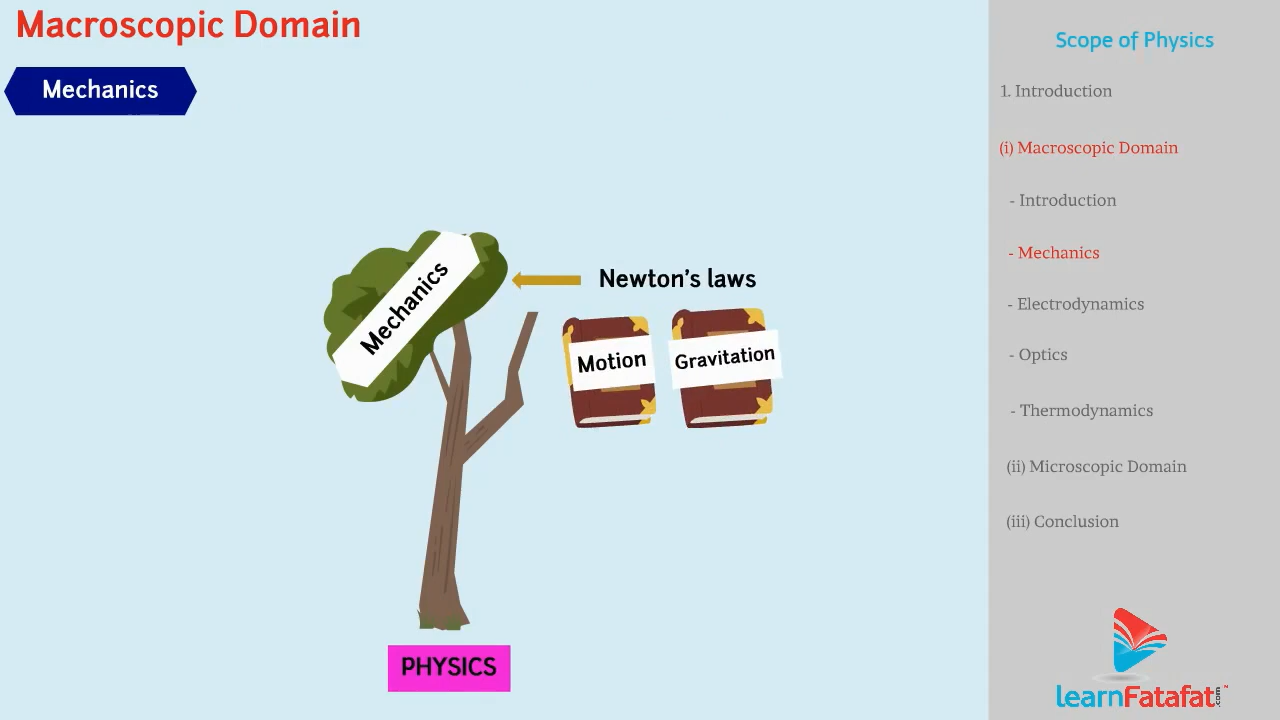 Macroscopic Domain
Mechanics
Mechanics
Newton's laws
Motion
Gravitation
PHYSICS
Scope of Physics
1. Introduction
(i) Macroscopic Domain
- Introduction
- Mechanics
- Electrodynamics
- Optics
- Thermodynamics
(ii) Microscopic Domain
(iii) Conclusion
learnFatafat.com™